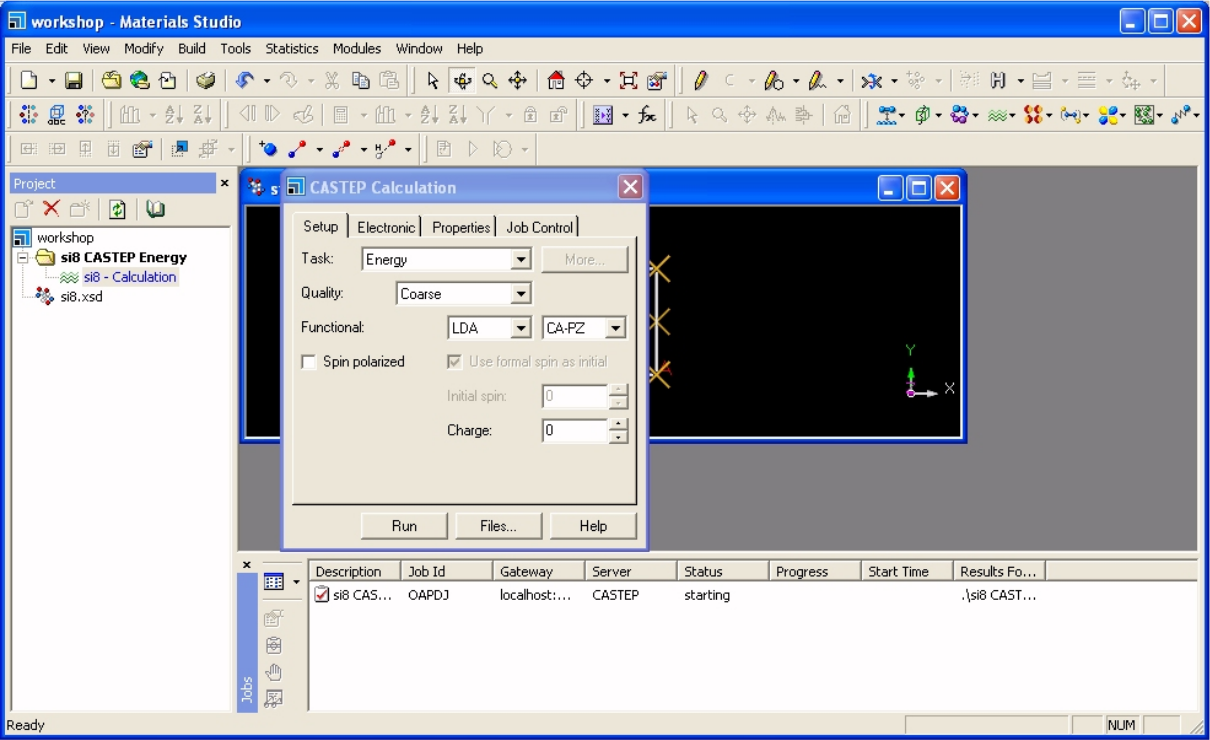 workshop - Materials Studio
File Edit View Modify Build Tools Statistics Modules Window Help
Project
workshop
si8 CASTEP Energy
si8 - Calculation
si8.xsd
CASTEP Calculation
Setup Electronic Properties Job Control
Task: Energy More...
Quality: Coarse
Functional: LDA CA-PZ
Spin polarized Use formal spin as initial
Initial spin: 0
Charge: 0
Run Files... Help
Y
X
Jobs
Description Job Id Gateway Server Status Progress Start Time Results Fo...
si8 CAS... OAPDJ localhost:... CASTEP starting .\si8 CAST...
Ready NUM